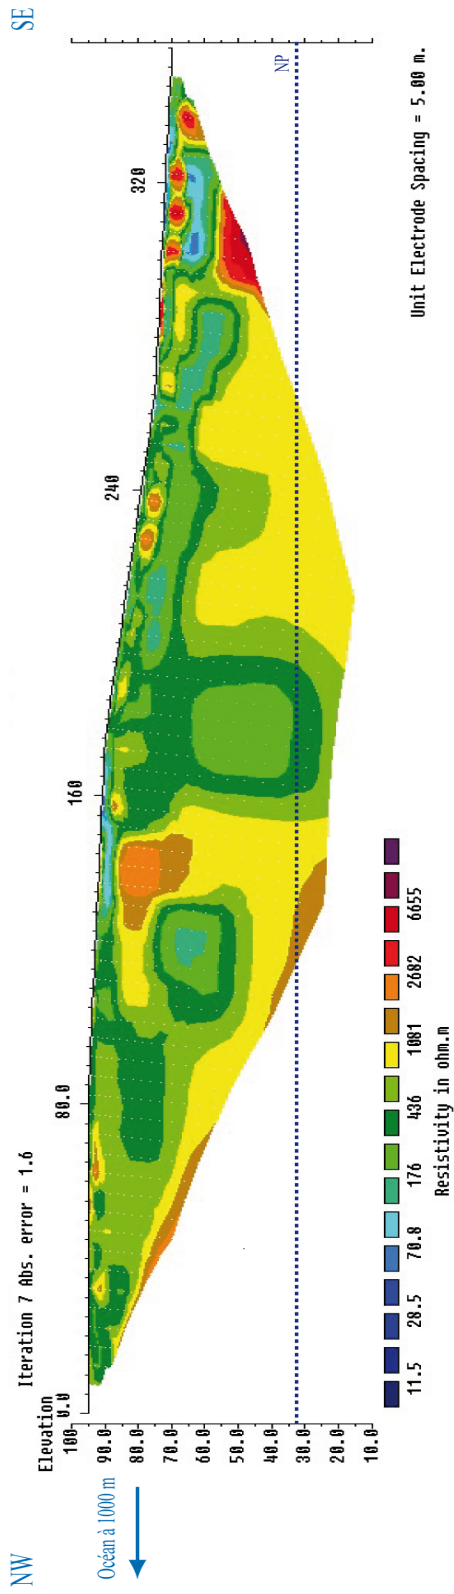 NW
SE
Océan à 1000 m
Iteration 7 Abs. error = 1.6
Elevation
0.0
80.0
160
240
320
100
90.0
80.0
70.0
60.0
50.0
40.0
30.0
20.0
10.0
NP
11.5 28.5 70.8 176 436 1081 2682 6655
Resistivity in ohm.m
Unit Electrode Spacing = 5.00 m.